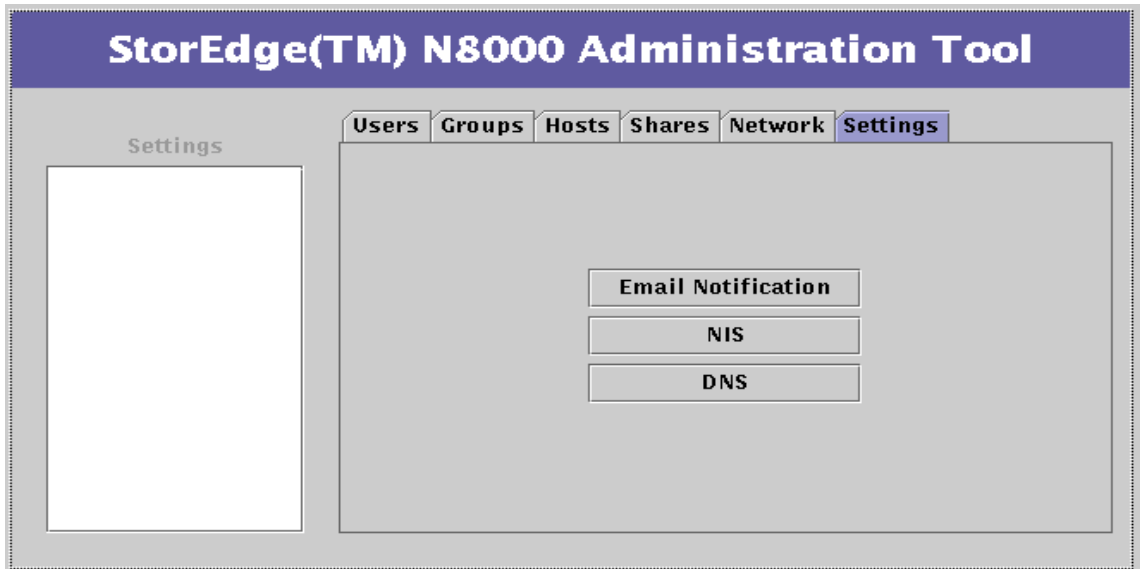 StorEdge(TM) N8000 Administration Tool
Settings
Users Groups Hosts Shares Network Settings
Email Notification
NIS
DNS